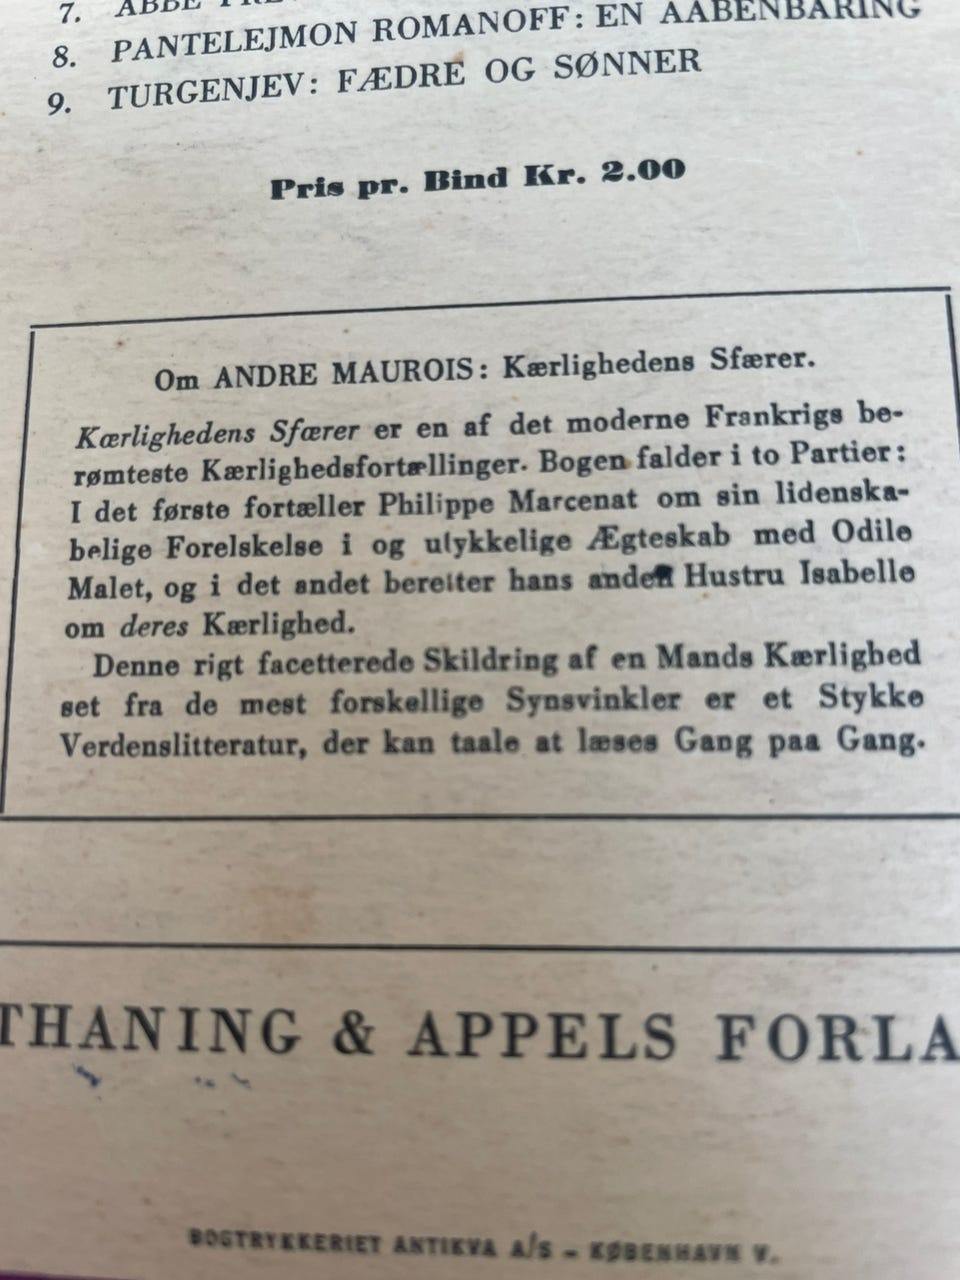 7. ABBE
8. PANTELEJMON ROMANOFF: EN AABENBARING
9. TURGENJEV: FÆDRE OG SØNNER
Pris pr. Bind Kr. 2.00
Om ANDRE MAUROIS: Kærlighedens Sfærer.
Kærlighedens Sfærer er en af det moderne Frankrigs be-
rømteste Kærlighedsfortællinger. Bogen falder i to Partier:
I det første fortæller Philippe Marcenat om sin lidenska-
belige Forelskelse i og ulykkelige Ægteskab med Odile
Malet, og i det andet beretter hans anden Hustru Isabelle
om deres Kærlighed.
Denne rigt facetterede Skildring af en Mands Kærlighed
set fra de mest forskellige Synsvinkler er et Stykke
Verdenslitteratur, der kan taale at læses Gang paa Gang.
THANING & APPELS FORLA
BOGTRYKKERIET ANTIKVA A/S - KØBENHAVN V.